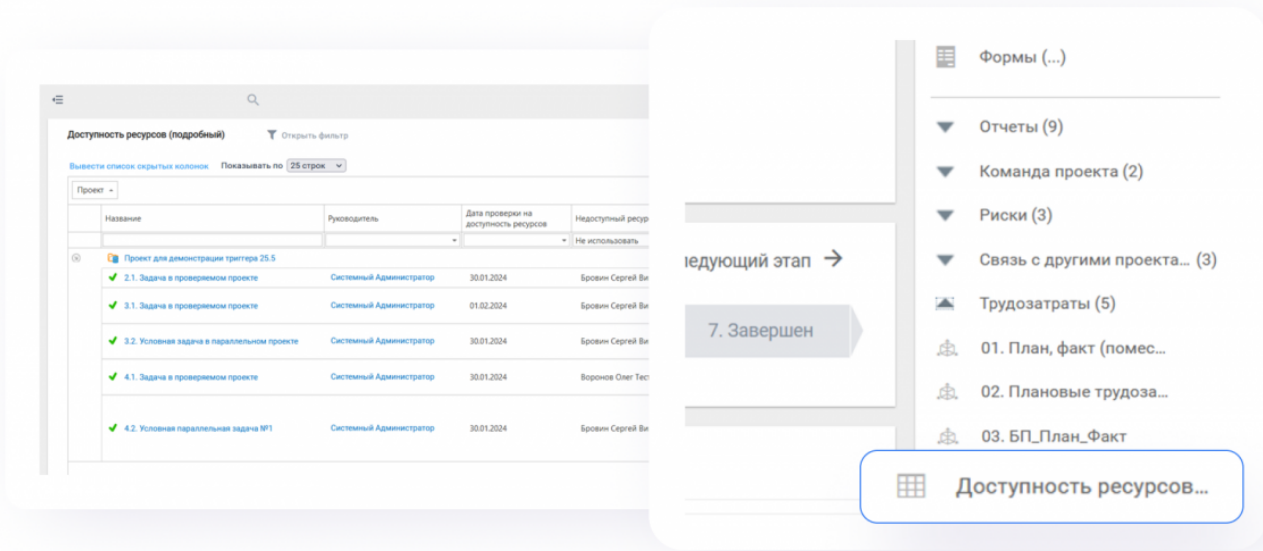 Доступность ресурсов (подробный)
Открыть фильтр
Вывести список скрытых колонок
Показывать по 25 строк
Проект
Название
Руководитель
Дата проверки на
доступность ресурсов
Недоступный ресур
Не использовать
Проект для демонстрации триггера 25.5
2.1. Задача в проверяемом проекте
Системный Администратор
30.01.2024
Бровин Сергей Ви
3.1. Задача в проверяемом проекте
Системный Администратор
01.02.2024
Бровин Сергей Ви
3.2. Условная задача в параллельном проекте
Системный Администратор
30.01.2024
Бровин Сергей Ви
4.1. Задача в проверяемом проекте
Системный Администратор
30.01.2024
Воронов Олег Тес
4.2. Условная параллельная задача №1
Системный Администратор
30.01.2024
Бровин Сергей Ви
ледующий этап
7. Завершен
Формы (...)
Отчеты (9)
Команда проекта (2)
Риски (3)
Связь с другими проекта... (3)
Трудозатраты (5)
01. План, факт (помес...
02. Плановые трудоза...
03. БП_План_Факт
Доступность ресурсов...